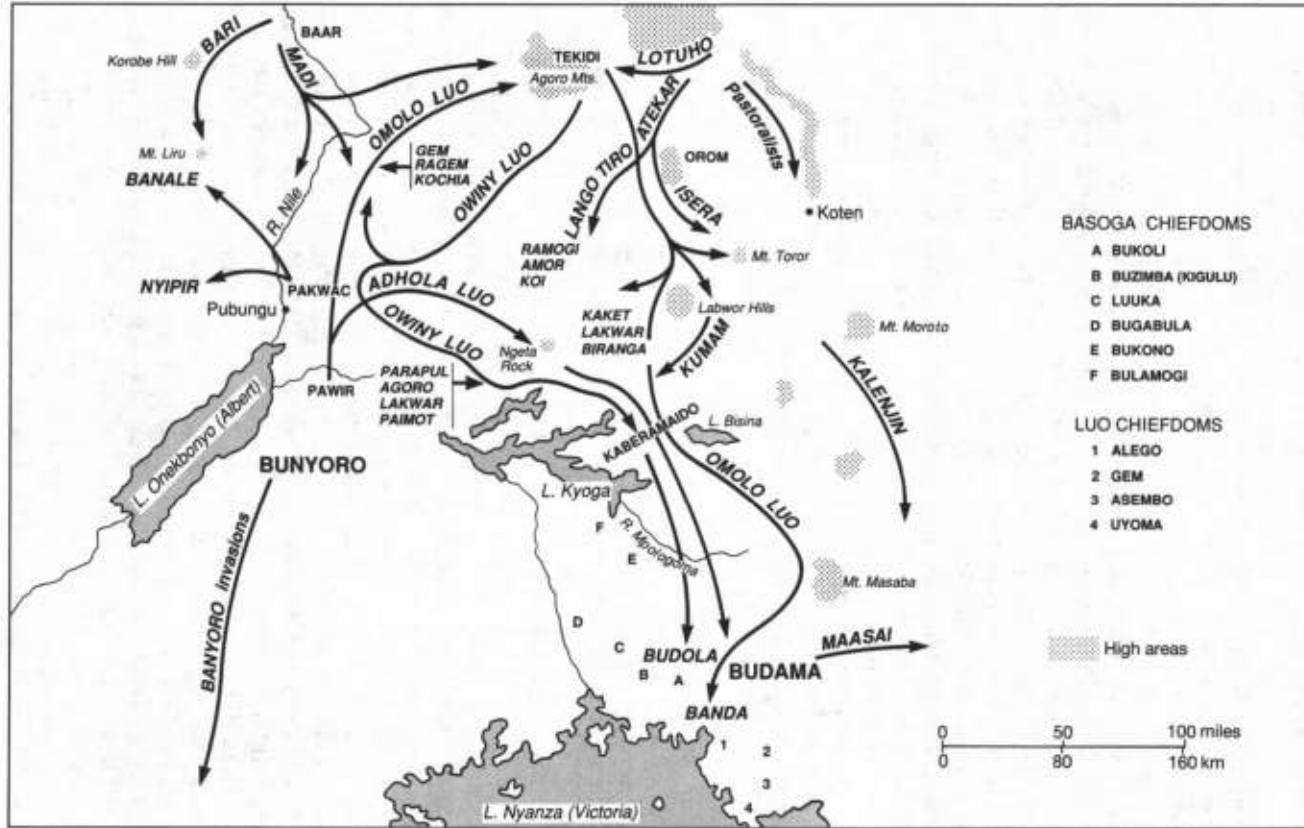 BARI
BAAR
Korobe Hill
MADI
TEKIDI
Agoro Mts.
LOTUHO
Pastoralists
Mt. Liru
BANALE
R. Nile
OMOLO LUO
GEM
RAGEM
KOCHIA
OWINY LUO
LANGO TIRO
ATEKAR
OROM
ISERA
Koten
NYIPIR
PAKWAC
Pubungu
ADHOLA LUO
OWINY LUO
RAMOGI
AMOR
KOI
Mt. Toror
KAKET
LAKWAR
BIRANGA
Labwor Hills
KUMAM
Mt. Moroto
KALENJIN
Ngeta
Rock
PAWIR
PARAPUL
AGORO
LAKWAR
PAIMOT
L. Onekbonyo (Albert)
BUNYORO
KABERAMAIDO
L. Bisina
OMOLO LUO
L. Kyoga
R. Mpologoma
F
E
Mt. Masaba
BANYORO Invasions
D
C
B
A
BUDOLA
BUDAMA
MAASAI
BANDA
1
2
3
4
L. Nyanza (Victoria)
BASOGA CHIEFDOMS
A BUKOLI
B BUZIMBA (KIGULU)
C LUUKA
D BUGABULA
E BUKONO
F BULAMOGI
LUO CHIEFDOMS
1 ALEGO
2 GEM
3 ASEMBO
4 UYOMA
High areas
0 50 100 miles
0 80 160 km